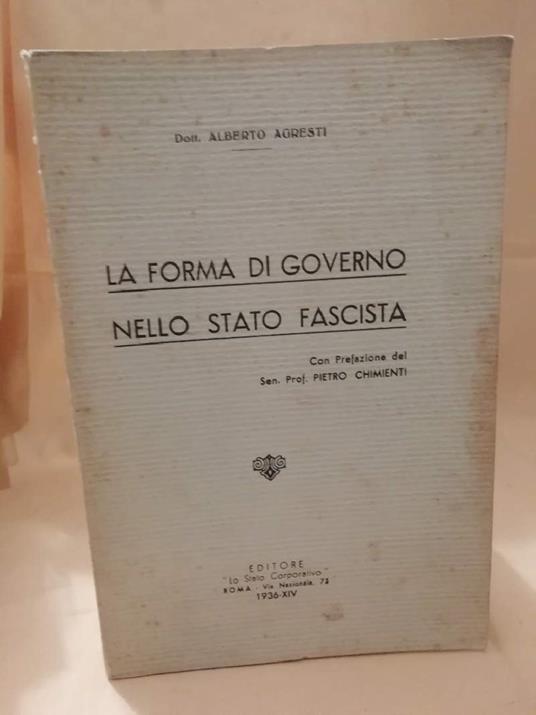 Dott. ALBERTO AGRESTI
LA FORMA DI GOVERNO
NELLO STATO FASCISTA
Con Prefazione del
Sen. Prof. PIETRO CHIMIENTI
EDITORE
"Lo Stato Corporativo"
ROMA - Via Nazionale, 75
1936-XIV